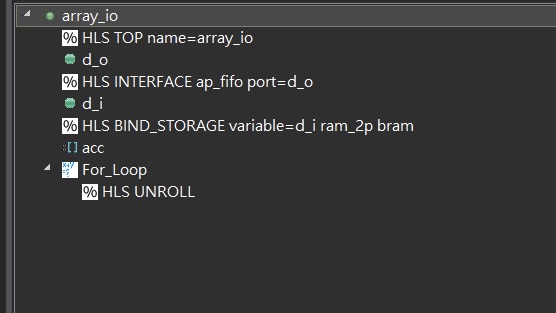 array_io
% HLS TOP name=array_io
d_o
% HLS INTERFACE ap_fifo port=d_o
d_i
% HLS BIND_STORAGE variable=d_i ram_2p bram
acc
For_Loop
% HLS UNROLL